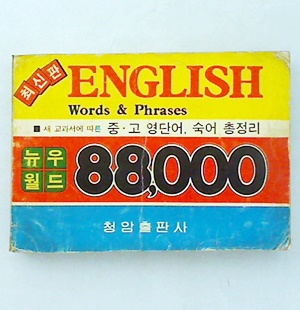 최신판
ENGLISH
Words & Phrases
새 교과서에 따른 중·고 영단어, 숙어 총정리
뉴우
월드
88,000
청암출판사